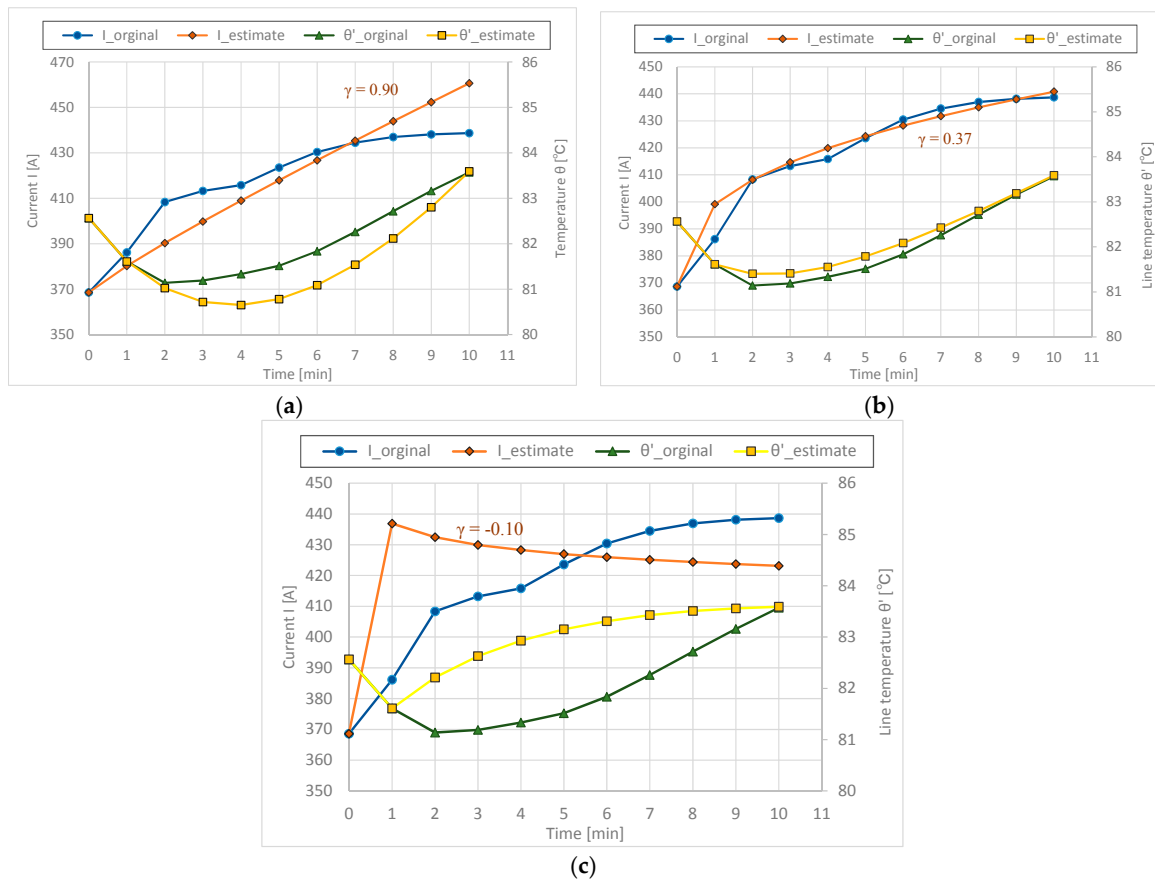 I_orginal I_estimate θ'_orginal θ'_estimate
470 460 450 430 410 390 370 350
Current I [A]
γ = 0.90
86 85 84 83 82 81 80
Temperature θ [℃]
0 1 2 3 4 5 6 7 8 9 10 11
Time [min]
(a)
I_orginal I_estimate θ'_orginal θ'_estimate
450 440 430 420 410 400 390 380 370 360 350
Current I [A]
γ = 0.37
86 85 84 83 82 81 80
Line temperature θ' [℃]
0 1 2 3 4 5 6 7 8 9 10 11
Time [min]
(b)
I_orginal I_estimate θ'_orginal θ'_estimate
450 440 430 420 410 400 390 380 370 360 350
Current I [A]
γ = -0.10
86 85 84 83 82 81 80
Line temperature θ' [℃]
0 1 2 3 4 5 6 7 8 9 10 11
Time [min]
(c)